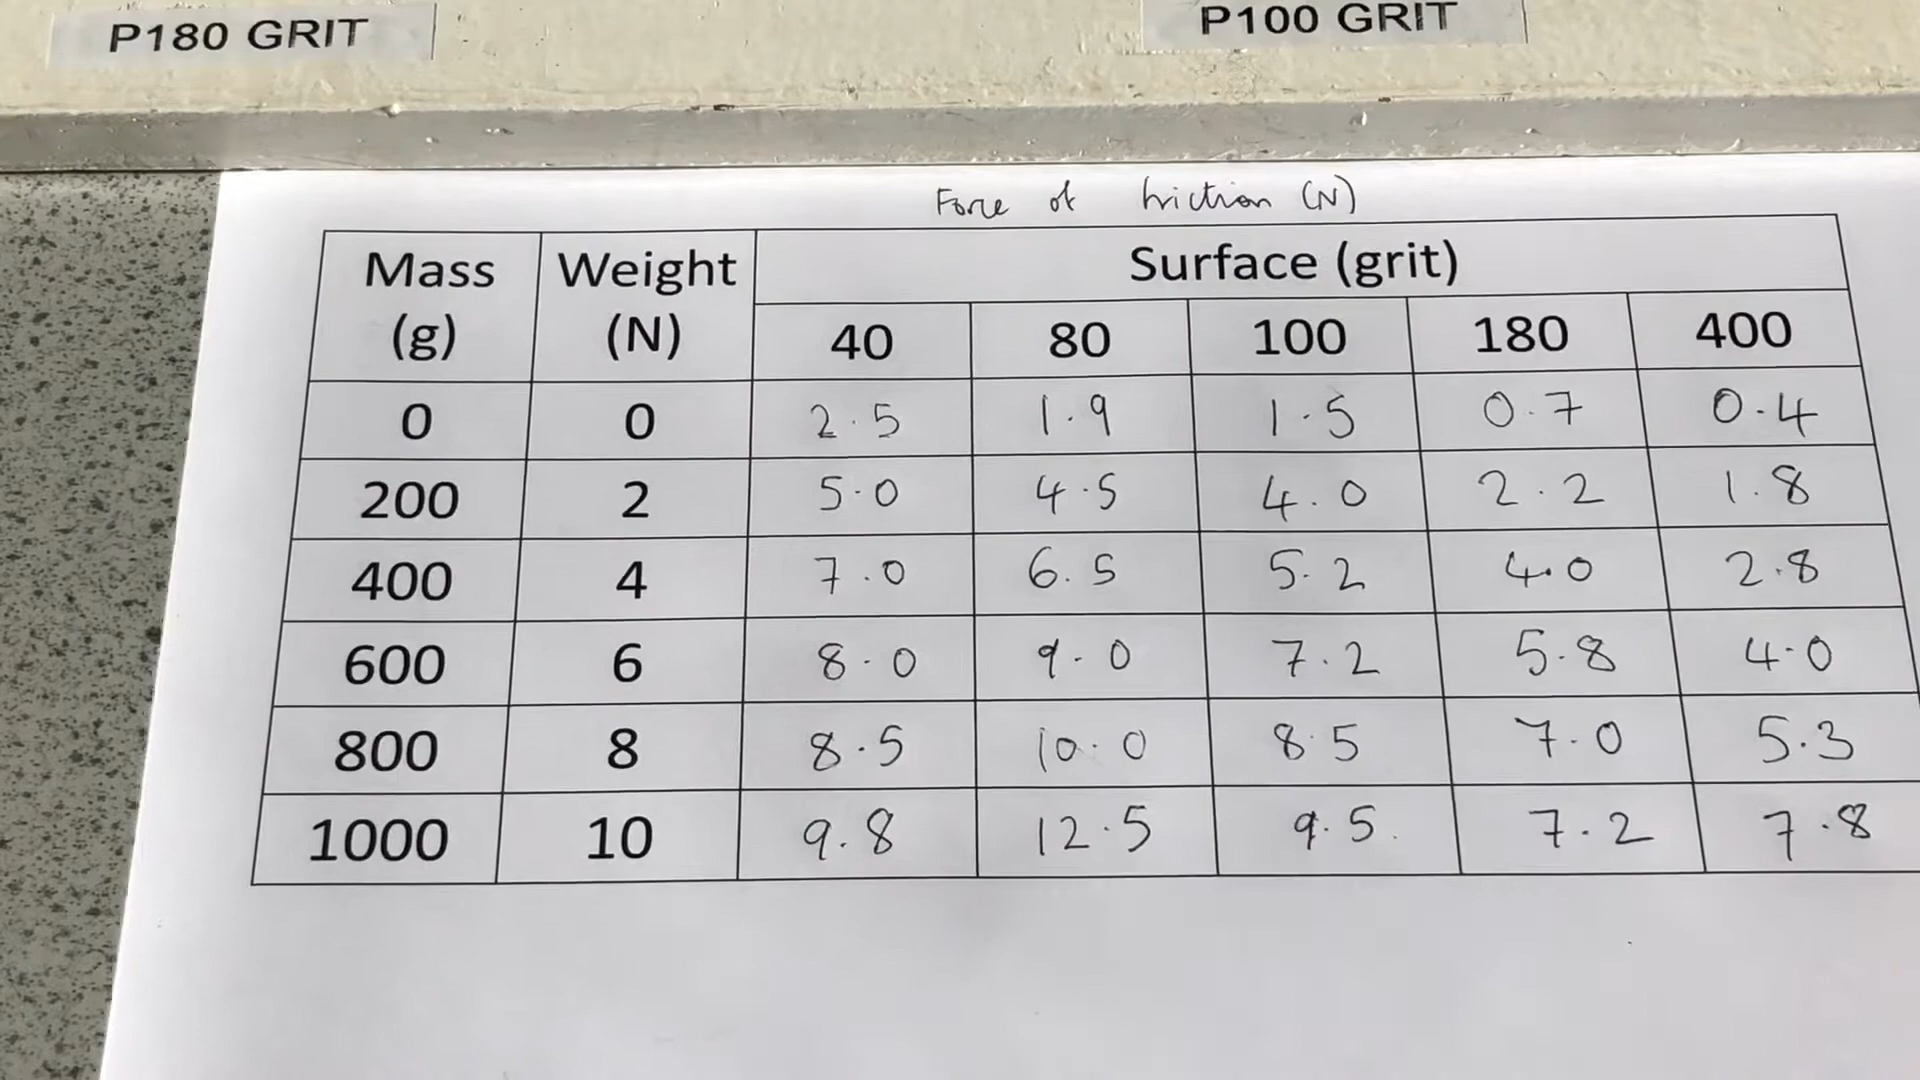 P180 GRIT P100 GRIT
Force of friction (N)
Mass (g) Weight (N) Surface (grit)
40 80 100 180 400
0 0 2.5 1.9 1.5 0.7 0.4
200 2 5.0 4.5 4.0 2.2 1.8
400 4 7.0 6.5 5.2 4.0 2.8
600 6 8.0 9.0 7.2 5.8 4.0
800 8 8.5 10.0 8.5 7.0 5.3
1000 10 9.8 12.5 9.5 7.2 7.8